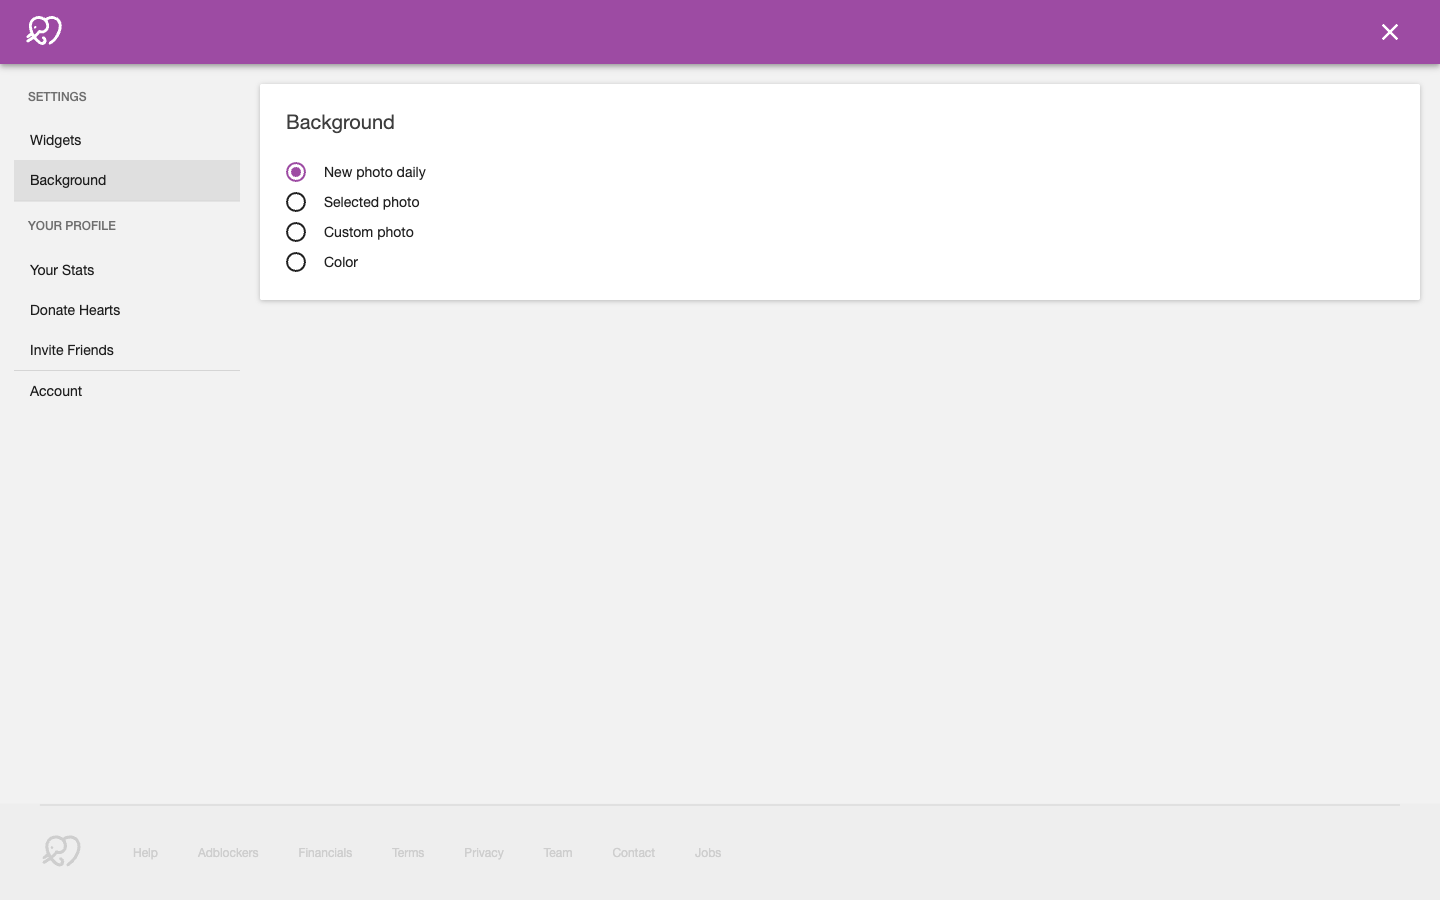 SETTINGS
Widgets
Background
YOUR PROFILE
Your Stats
Donate Hearts
Invite Friends
Account
Background
New photo daily
Selected photo
Custom photo
Color
Help Adblockers Financials Terms Privacy Team Contact Jobs